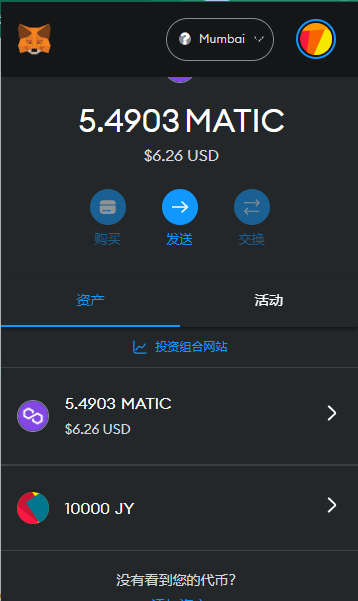 Mumbai
5.4903 MATIC
$6.26 USD
购买 发送 交换
资产 活动
投资组合网站
5.4903 MATIC
$6.26 USD
10000 JY
没有看到您的代币？